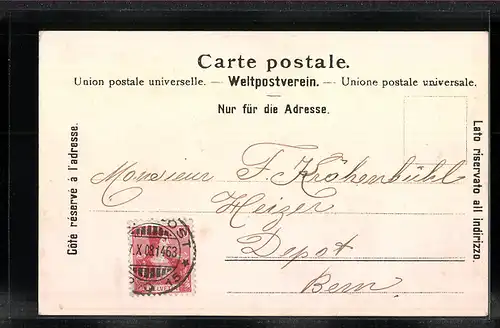 Carte postale.
Union postale universelle. — Weltpostverein. — Unione postale universale.
Nur für die Adresse.
Côté réservé à l'adresse.
Lato riservato all indirizzo.
Monsieur F. Krähenbühl
Heizer
Depot
Bern